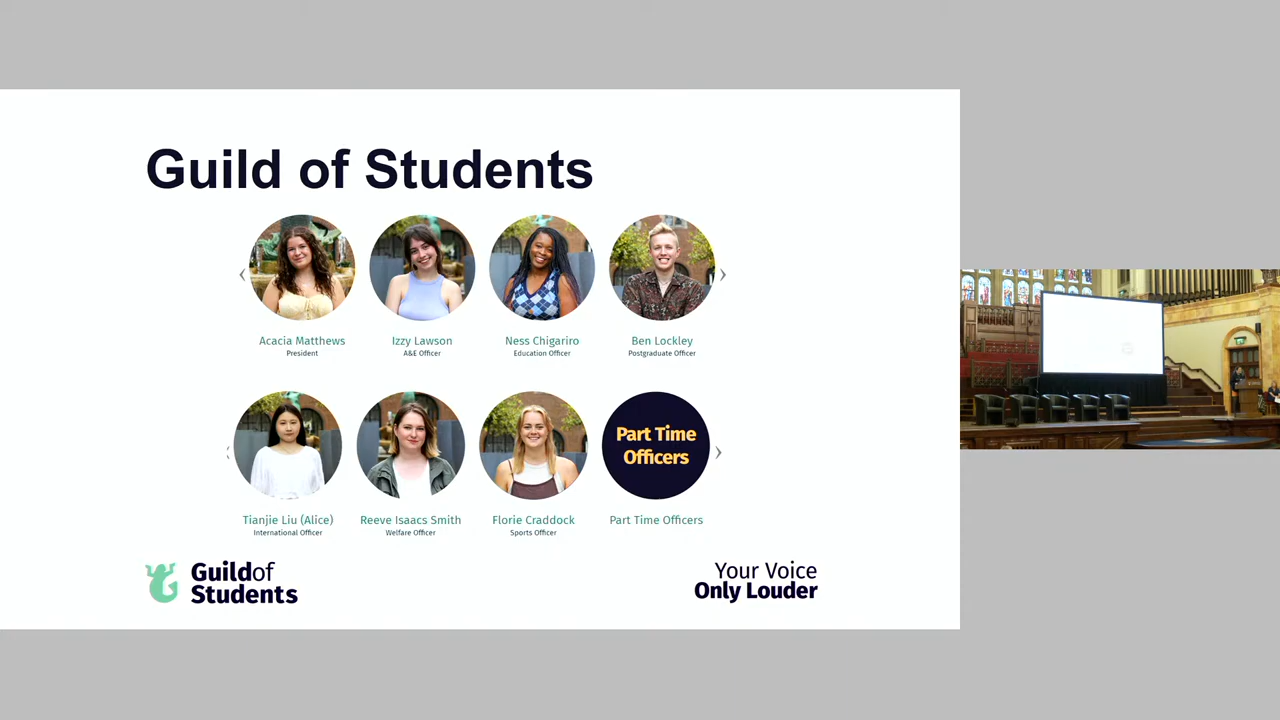 Guild of Students
Acacia Matthews
President
Izzy Lawson
A&E Officer
Ness Chigariro
Education Officer
Ben Lockley
Postgraduate Officer
Part Time
Officers
Tianjie Liu (Alice)
International Officer
Reeve Isaacs Smith
Welfare Officer
Florie Craddock
Sports Officer
Part Time Officers
Guildof
Students
Your Voice
Only Louder